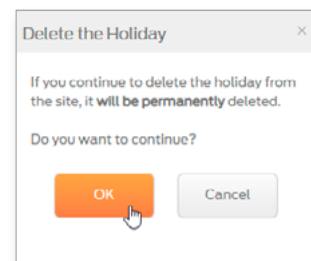 Delete the Holiday
If you continue to delete the holiday from
the site, it will be permanently deleted.
Do you want to continue?
OK
Cancel